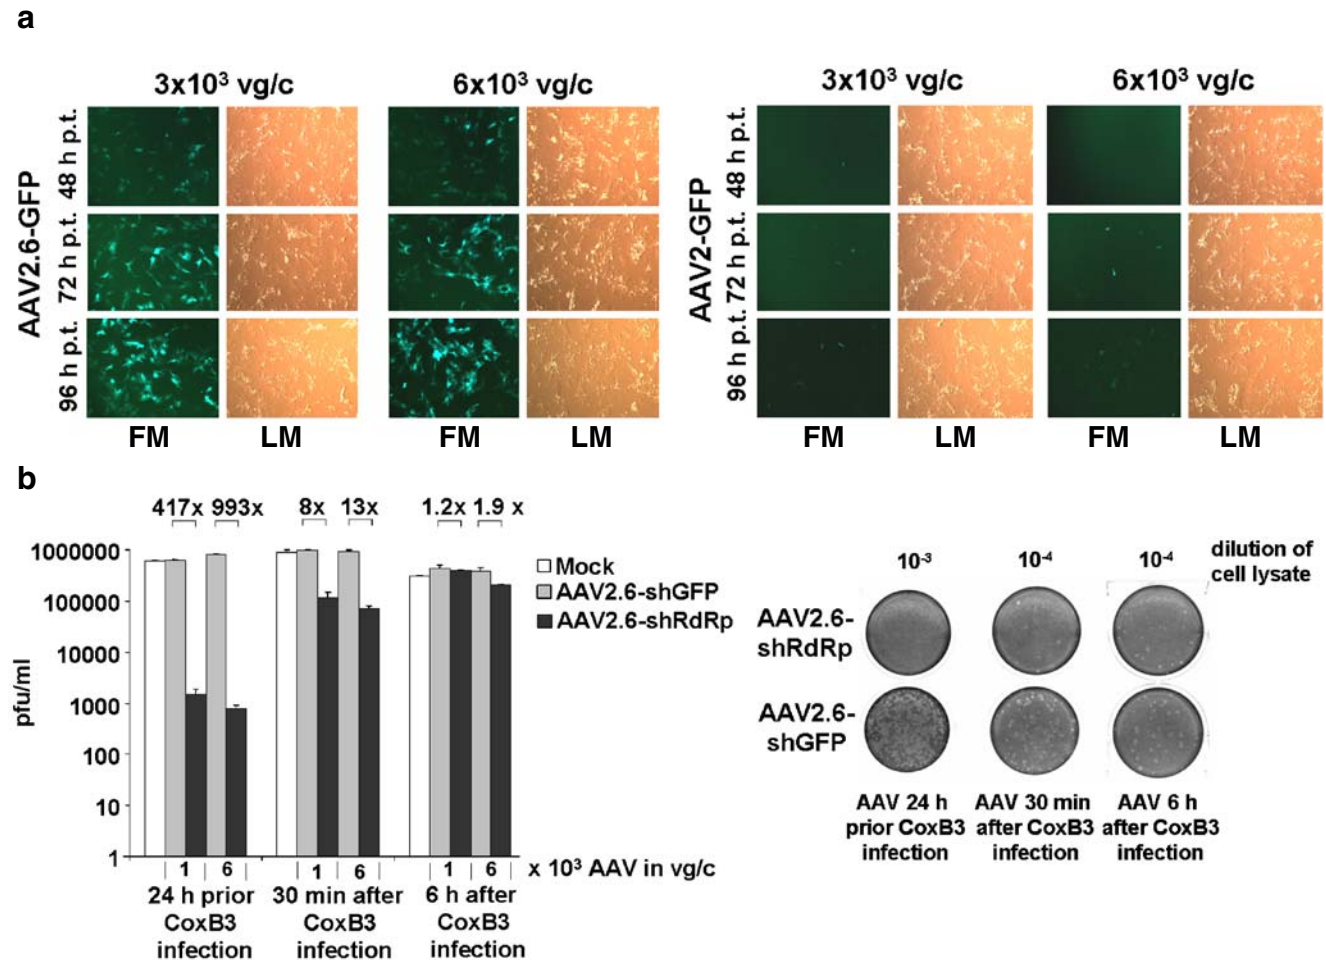 a
3x10³ vg/c 6x10³ vg/c 3x10³ vg/c 6x10³ vg/c
AAV2.6-GFP
48 h p.t.
72 h p.t.
96 h p.t.
AAV2-GFP
48 h p.t.
72 h p.t.
96 h p.t.
FM LM FM LM FM LM FM LM
b
417x 993x 8x 13x 1.2x 1.9 x
pfu/ml
1000000
100000
10000
1000
100
10
1
Mock
AAV2.6-shGFP
AAV2.6-shRdRp
1 6 1 6 1 6 x 10³ AAV in vg/c
24 h prior
CoxB3
infection
30 min after
CoxB3
infection
6 h after
CoxB3
infection
10⁻³ 10⁻⁴ 10⁻⁴
dilution of
cell lysate
AAV2.6-
shRdRp
AAV2.6-
shGFP
AAV 24 h
prior CoxB3
infection
AAV 30 min
after CoxB3
infection
AAV 6 h
after CoxB3
infection